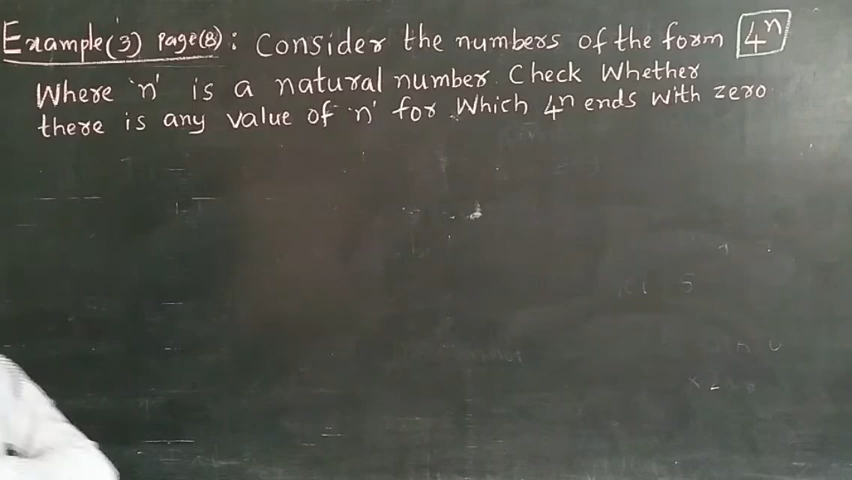 Example(3) Page(8): Consider the numbers of the form 4ⁿ
Where 'n' is a natural number. Check Whether
there is any value of 'n' for Which 4ⁿ ends with zero.